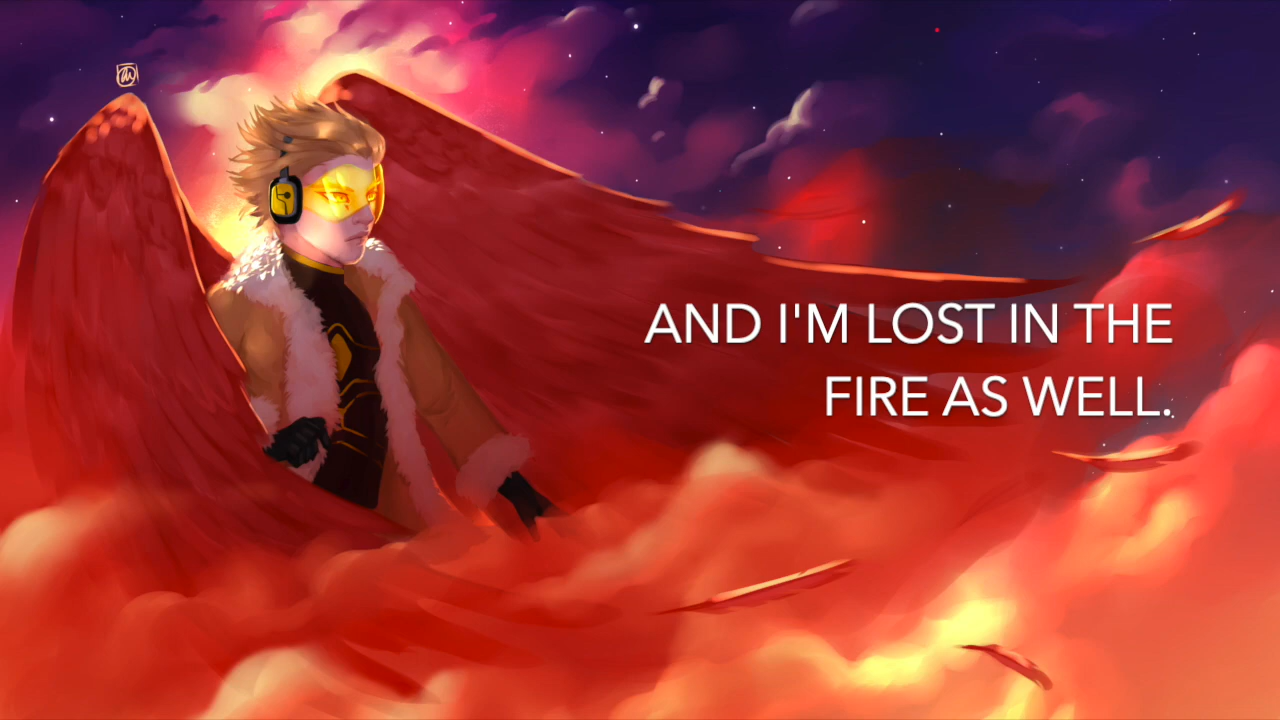 AND I'M LOST IN THE
FIRE AS WELL.